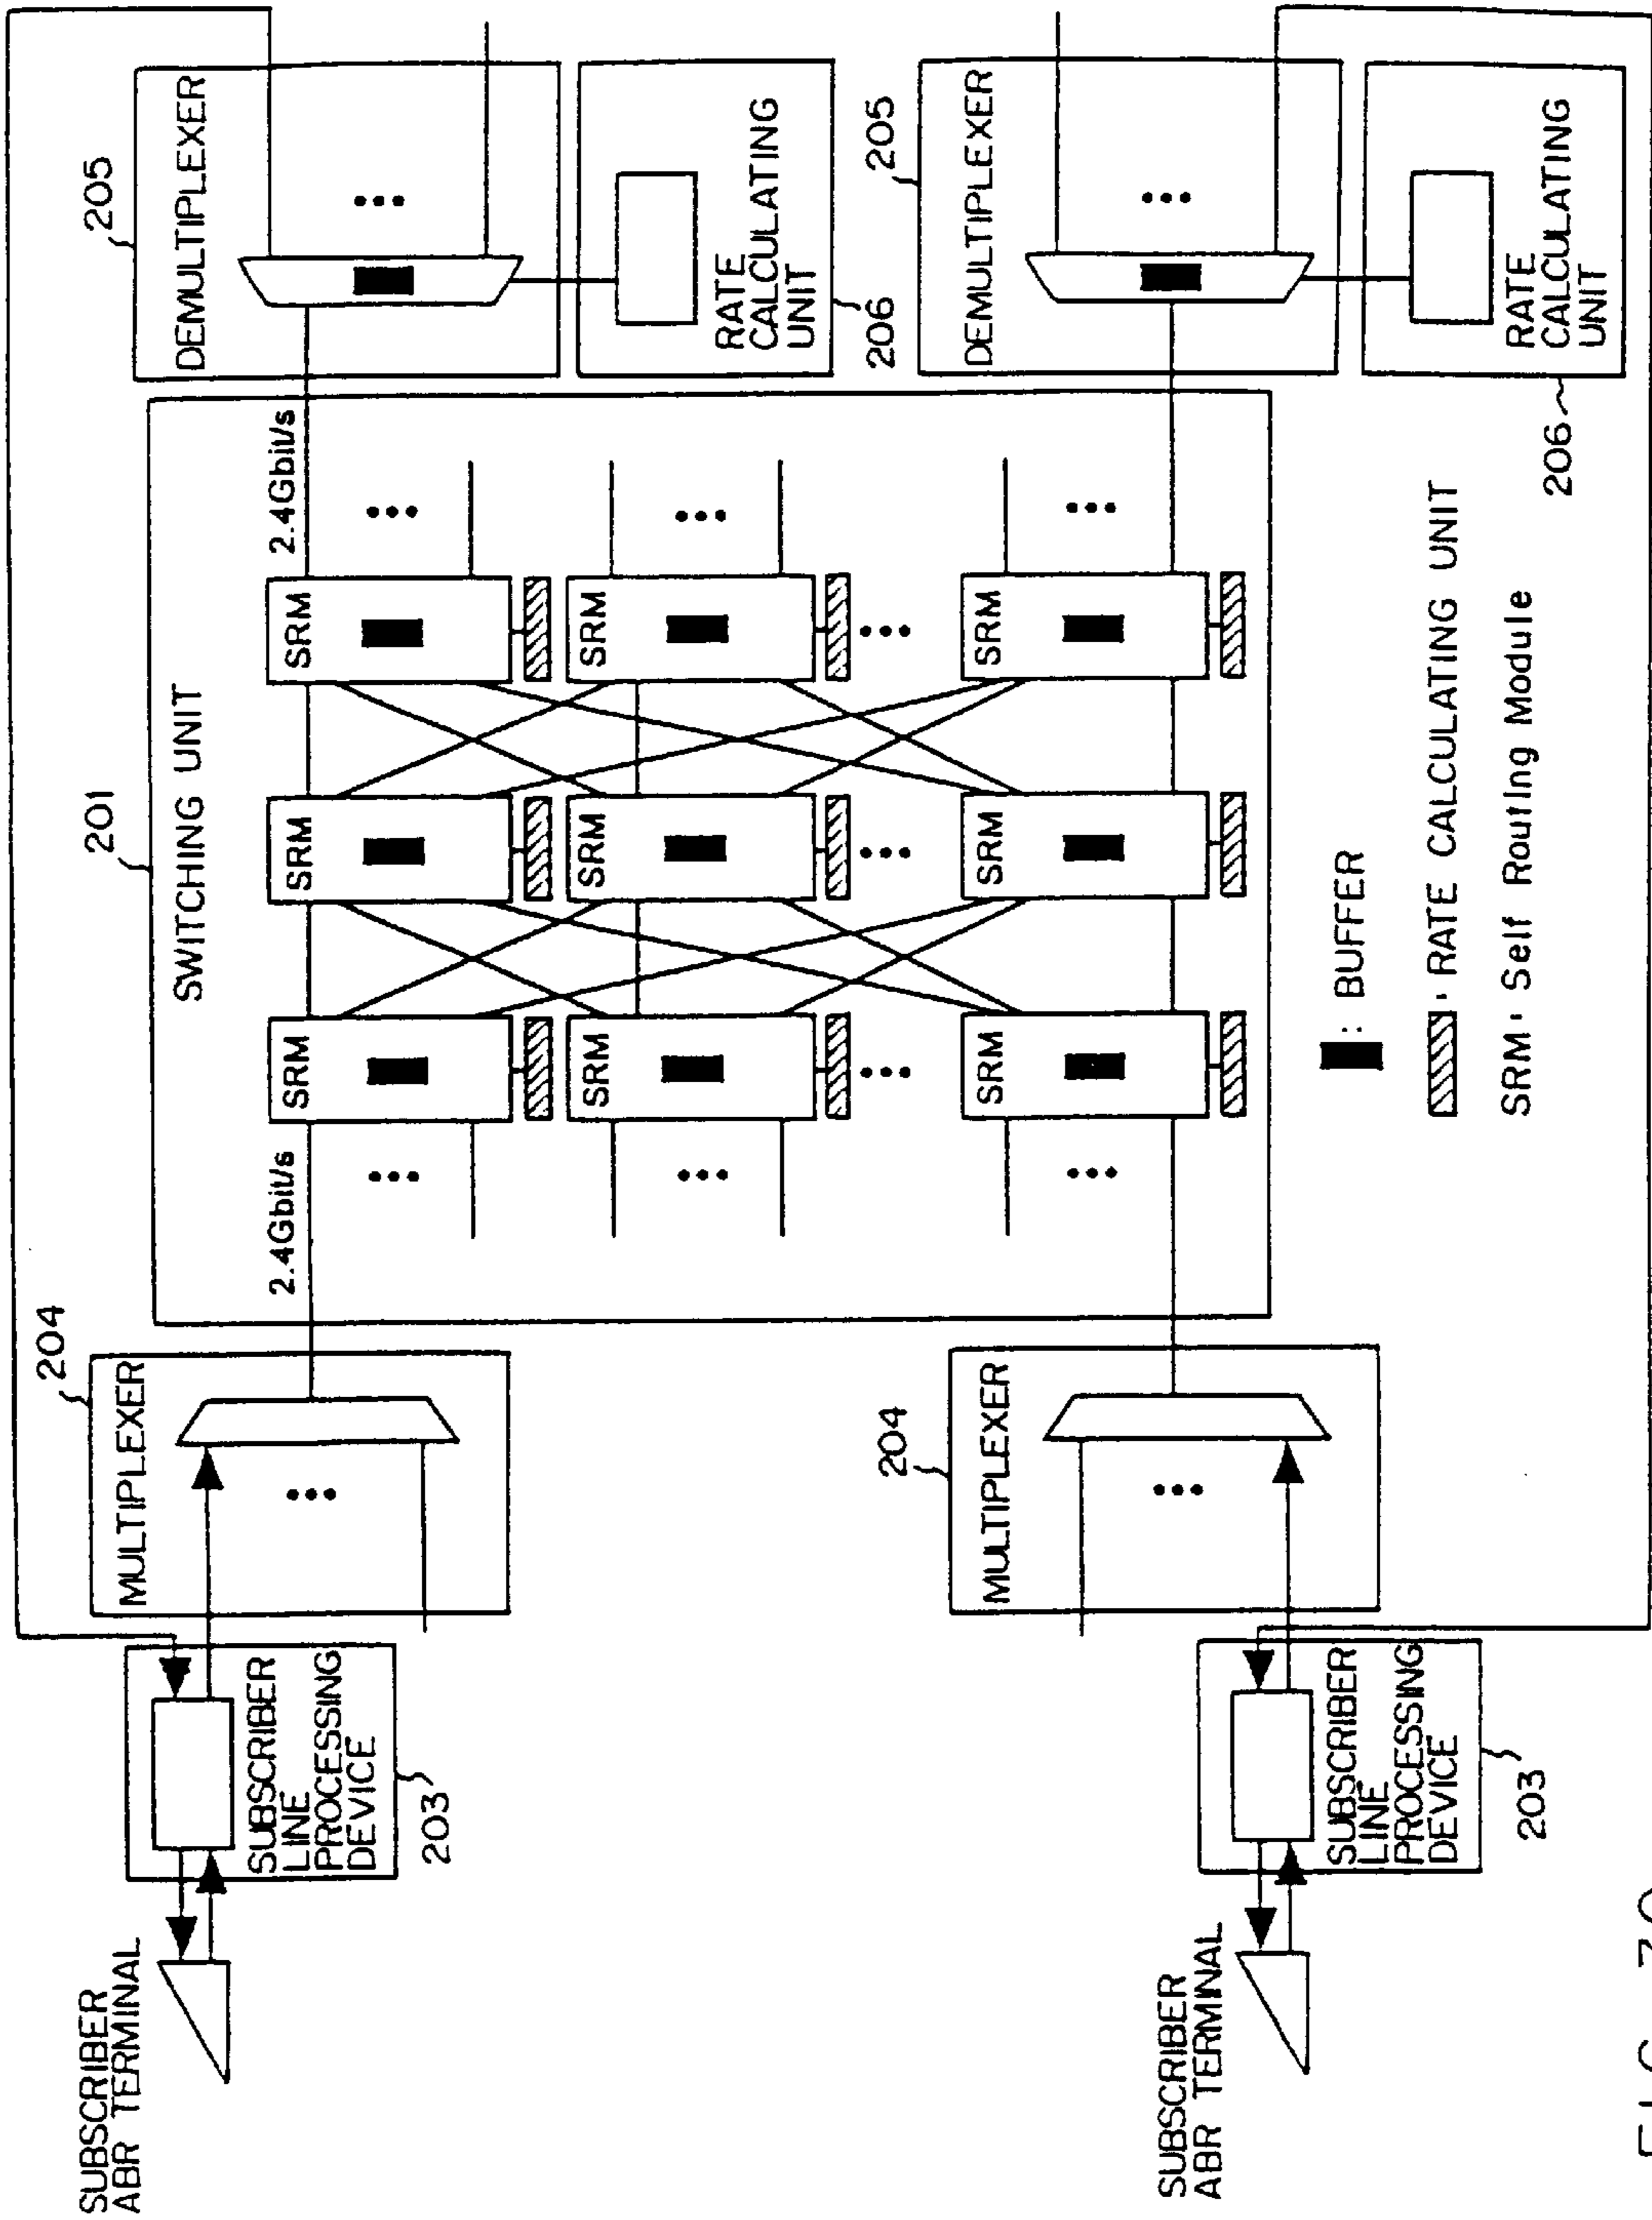 SUBSCRIBER
ABR TERMINAL
SUBSCRIBER
LINE
PROCESSING
DEVICE
203
204
MULTIPLEXER
201
SWITCHING UNIT
2.4Gbit/s
2.4Gbit/s
SRM
SRM
SRM
SRM
SRM
SRM
SRM
SRM
SRM
205
DEMULTIPLEXER
RATE
CALCULATING
UNIT
206
SUBSCRIBER
ABR TERMINAL
SUBSCRIBER
LINE
PROCESSING
DEVICE
203
204
MULTIPLEXER
205
DEMULTIPLEXER
RATE
CALCULATING
UNIT
206
: BUFFER
: RATE CALCULATING UNIT
SRM: Self Routing Module